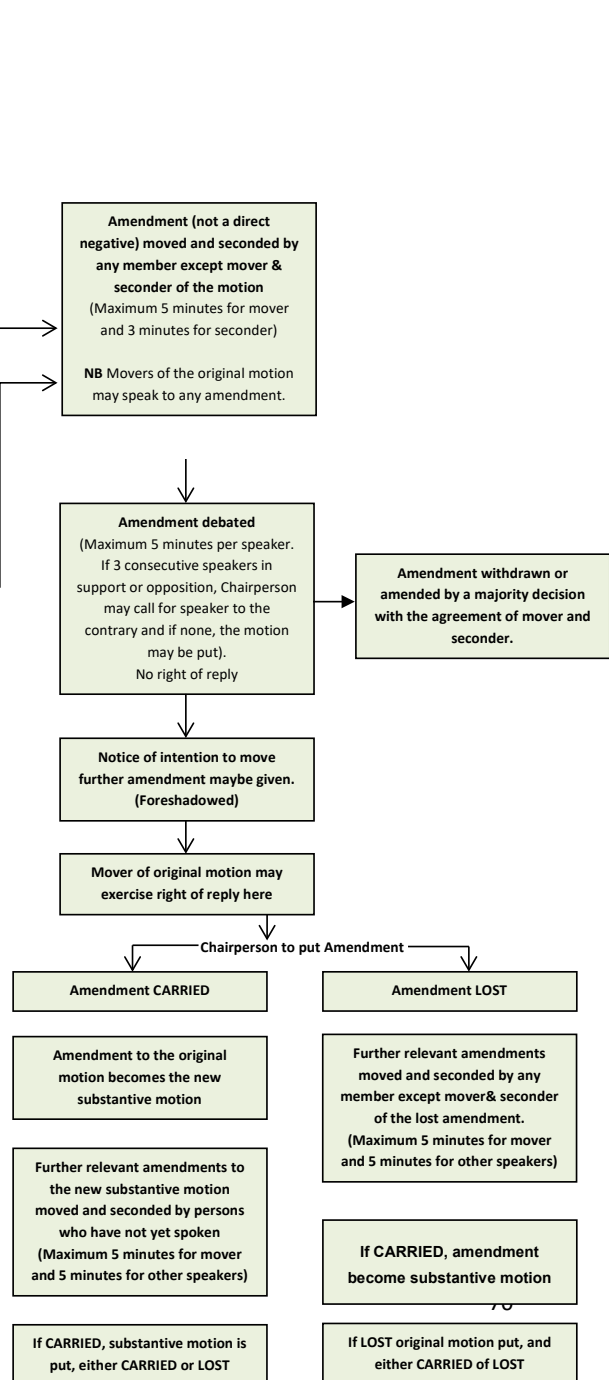 Amendment (not a direct
negative) moved and seconded by
any member except mover &
seconder of the motion
(Maximum 5 minutes for mover
and 3 minutes for seconder)
NB Movers of the original motion
may speak to any amendment.
Amendment debated
(Maximum 5 minutes per speaker.
If 3 consecutive speakers in
support or opposition, Chairperson
may call for speaker to the
contrary and if none, the motion
may be put).
No right of reply
Amendment withdrawn or
amended by a majority decision
with the agreement of mover and
seconder.
Notice of intention to move
further amendment maybe given.
(Foreshadowed)
Mover of original motion may
exercise right of reply here
Chairperson to put Amendment
Amendment CARRIED
Amendment to the original
motion becomes the new
substantive motion
Further relevant amendments to
the new substantive motion
moved and seconded by persons
who have not yet spoken
(Maximum 5 minutes for mover
and 5 minutes for other speakers)
If CARRIED, substantive motion is
put, either CARRIED or LOST
Amendment LOST
Further relevant amendments
moved and seconded by any
member except mover& seconder
of the lost amendment.
(Maximum 5 minutes for mover
and 5 minutes for other speakers)
If CARRIED, amendment
become substantive motion
If LOST original motion put, and
either CARRIED of LOST